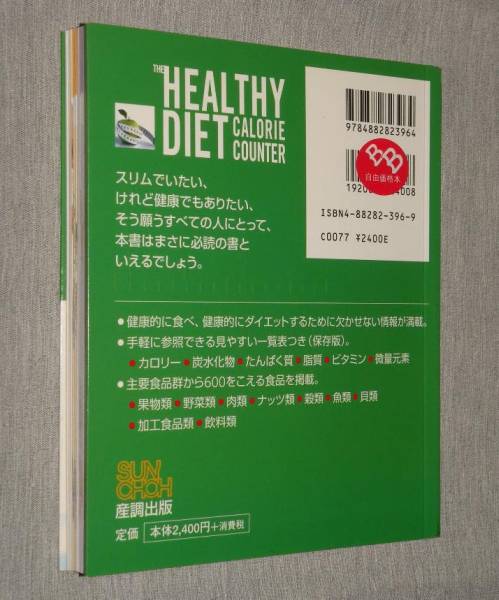 THE
HEALTHY
DIET CALORIE
COUNTER
スリムでいたい、
けれど健康でもありたい、
そう願うすべての人にとって、
本書はまさに必読の書と
いえるでしょう。
9784882823964
BB
自由価格本
ISBN4-88282-396-9
C0077 ¥2400E
●健康的に食べ、健康的にダイエットするために欠かせない情報が満載。
●手軽に参照できる見やすい一覧表つき(保存版)。
●カロリー●炭水化物●たんぱく質●脂質●ビタミン●微量元素
●主要食品群から600をこえる食品を掲載。
●果物類●野菜類●肉類●ナッツ類●穀類●魚類●貝類
●加工食品類●飲料類
SUN
CHOH
産調出版
定価 本体2,400円+消費税